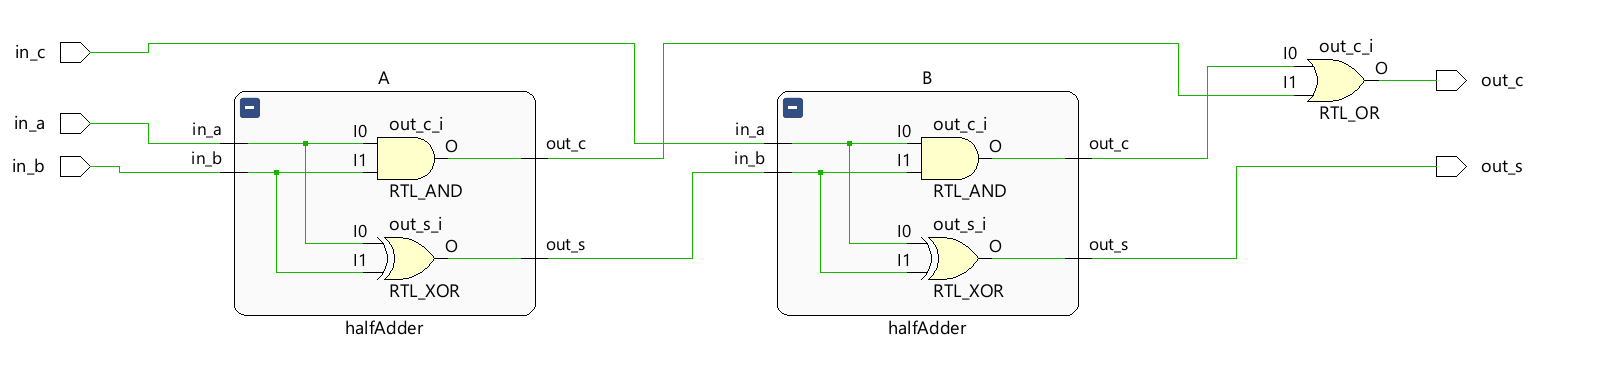 in_c
in_a
in_b
A
in_a
in_b
I0
I1
out_c_i
O
RTL_AND
out_c
I0
I1
out_s_i
O
RTL_XOR
out_s
halfAdder
B
in_a
in_b
I0
I1
out_c_i
O
RTL_AND
out_c
I0
I1
out_s_i
O
RTL_XOR
out_s
halfAdder
I0
I1
out_c_i
O
RTL_OR
out_c
out_s